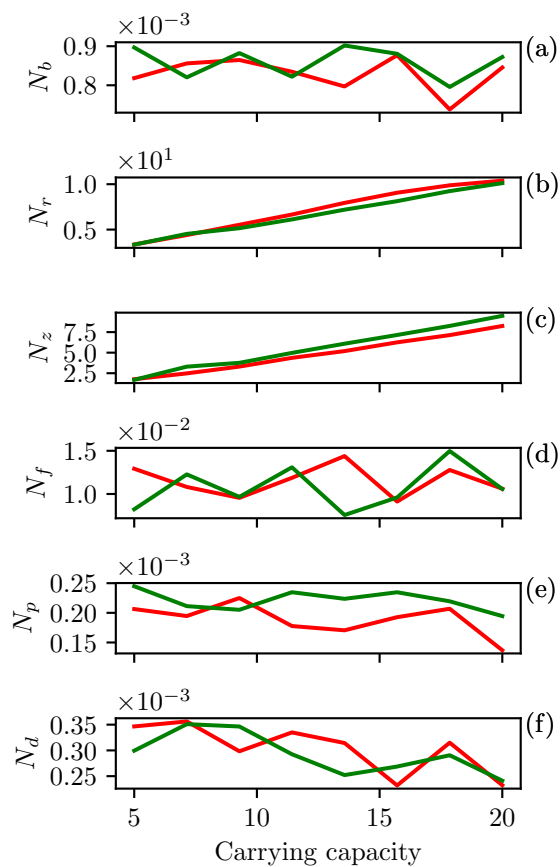 ×10⁻³
0.9
0.8
N_b
(a)
×10¹
1.0
0.5
N_r
(b)
7.5
5.0
2.5
N_z
(c)
×10⁻²
1.5
1.0
N_f
(d)
×10⁻³
0.25
0.20
0.15
N_p
(e)
×10⁻³
0.35
0.30
0.25
N_d
(f)
5 10 15 20
Carrying capacity